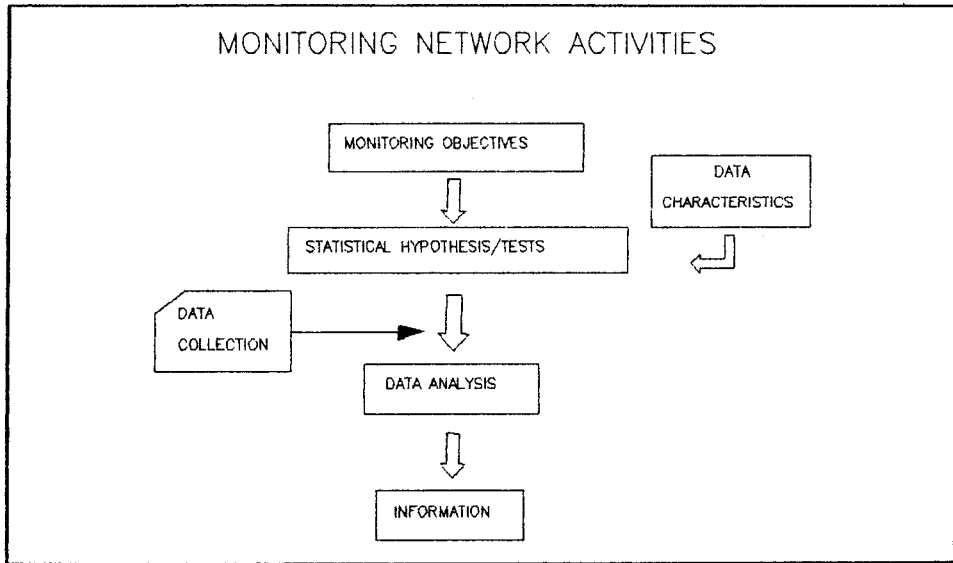 MONITORING NETWORK ACTIVITIES
MONITORING OBJECTIVES
DATA
CHARACTERISTICS
STATISTICAL HYPOTHESIS/TESTS
DATA
COLLECTION
DATA ANALYSIS
INFORMATION